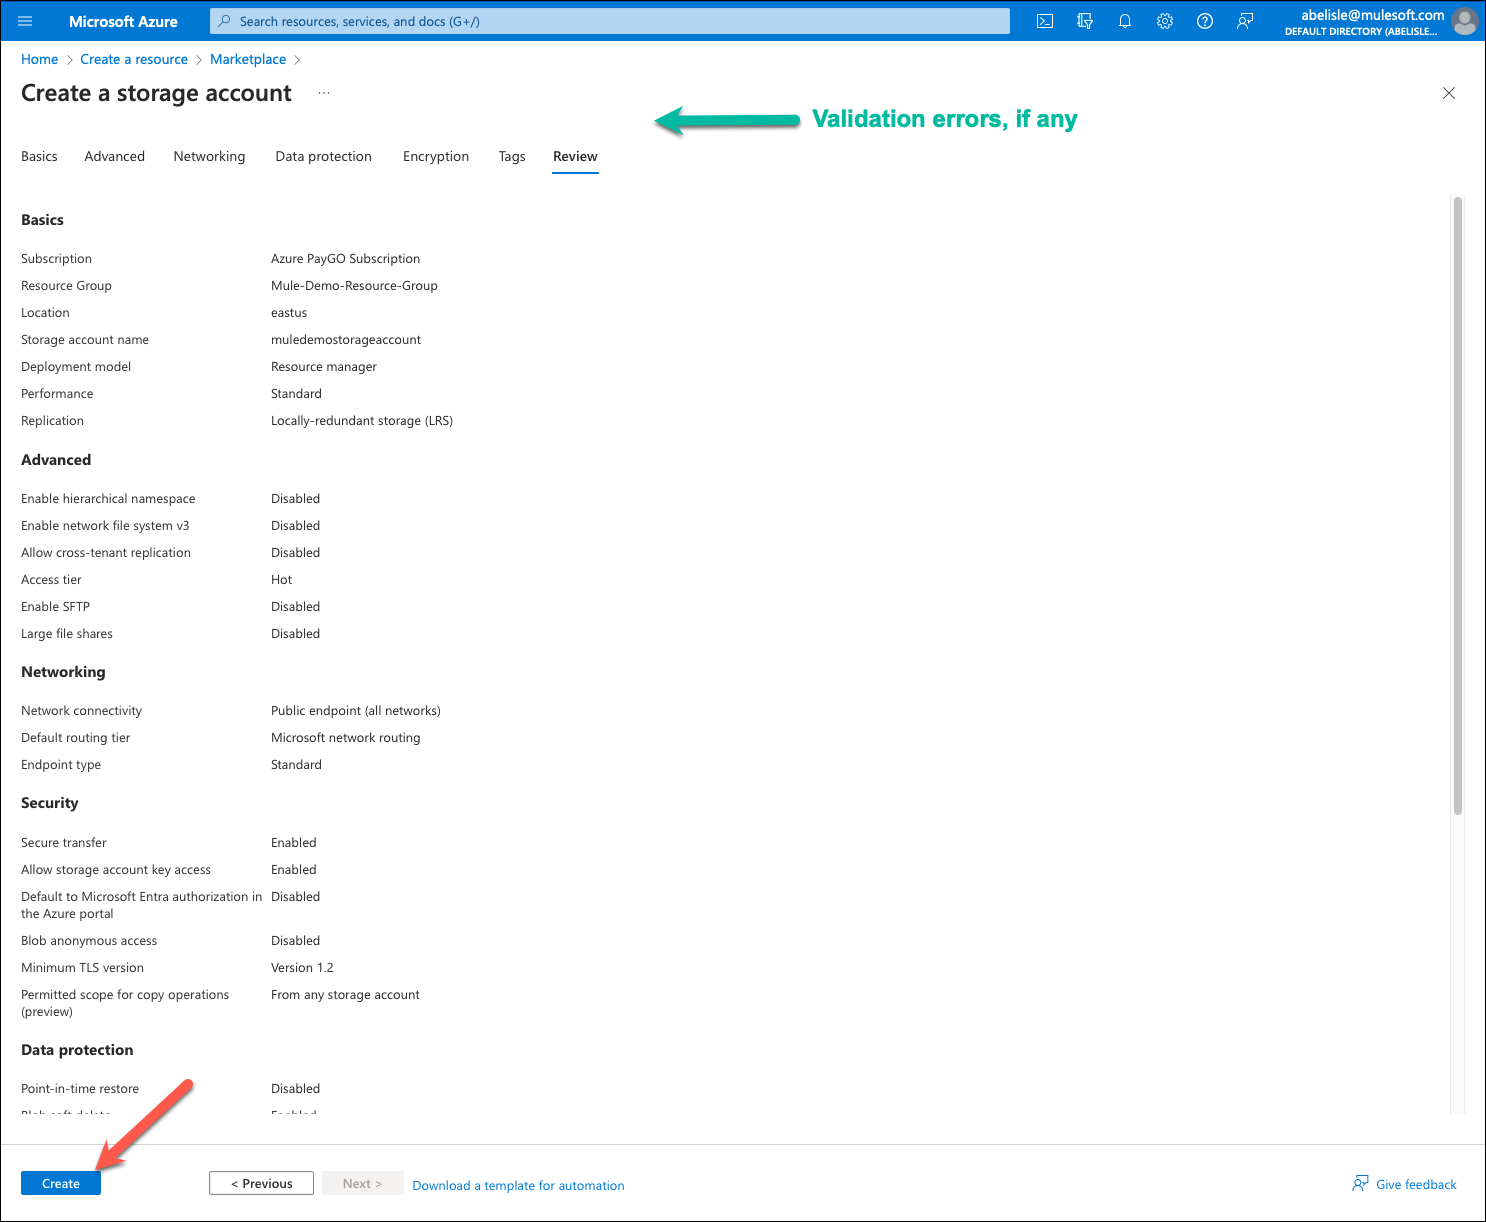 Microsoft Azure
Search resources, services, and docs (G+/)
abelisle@mulesoft.com
DEFAULT DIRECTORY (ABELISLE...
Home > Create a resource > Marketplace >
Create a storage account ...
Validation errors, if any
Basics Advanced Networking Data protection Encryption Tags Review
Basics
Subscription Azure PayGO Subscription
Resource Group Mule-Demo-Resource-Group
Location eastus
Storage account name muledemostorageaccount
Deployment model Resource manager
Performance Standard
Replication Locally-redundant storage (LRS)
Advanced
Enable hierarchical namespace Disabled
Enable network file system v3 Disabled
Allow cross-tenant replication Disabled
Access tier Hot
Enable SFTP Disabled
Large file shares Disabled
Networking
Network connectivity Public endpoint (all networks)
Default routing tier Microsoft network routing
Endpoint type Standard
Security
Secure transfer Enabled
Allow storage account key access Enabled
Default to Microsoft Entra authorization in Disabled
the Azure portal
Blob anonymous access Disabled
Minimum TLS version Version 1.2
Permitted scope for copy operations From any storage account
(preview)
Data protection
Point-in-time restore Disabled
Blob soft delete Enabled
Create < Previous Next > Download a template for automation Give feedback